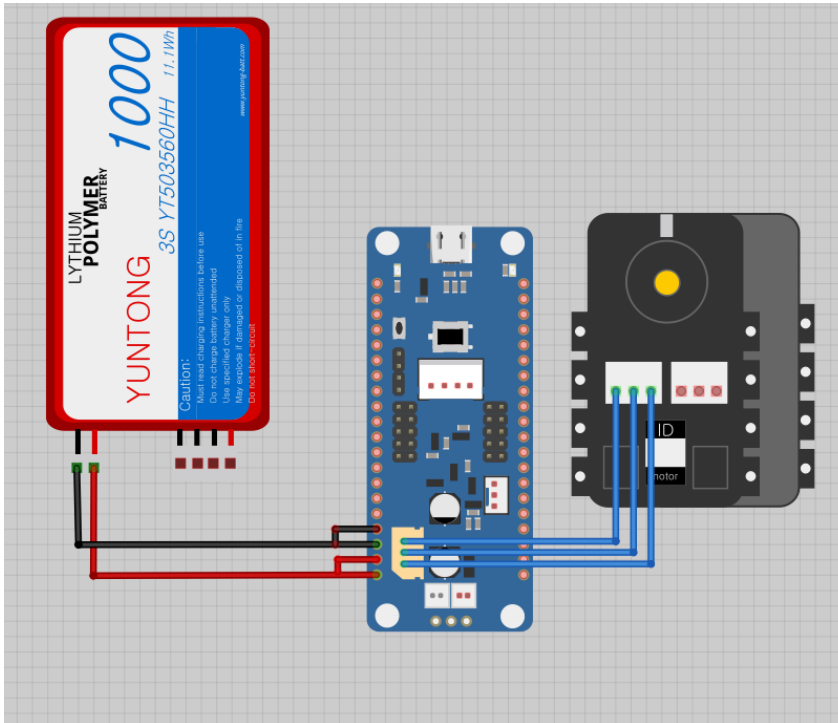 LYTHIUM
POLYMER
BATTERY
YUNTONG
1000
3S YT503560HH
11.1Wh
Caution:
Must read charging instructions before use
Do not charge battery unattended
Use specified charger only
May explode if damaged or disposed of in fire
Do not short-circuit
www.yuntong-batt.com
ID
motor